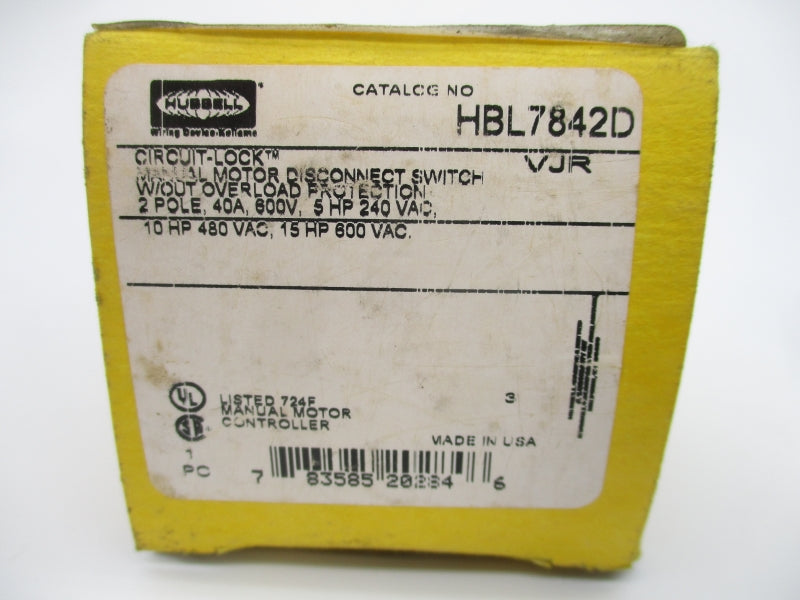 HUBBELL
Wiring Device-Kellems
CATALOG NO
HBL7842D
VJR
CIRCUIT-LOCK™
MANUAL MOTOR DISCONNECT SWITCH
W/OUT OVERLOAD PROTECTION
2 POLE, 40A, 600V, 5 HP 240 VAC,
10 HP 480 VAC, 15 HP 600 VAC.
UL
LISTED 724F
MANUAL MOTOR
CONTROLLER
3
MADE IN USA
1
PC
7 83585 20284 6